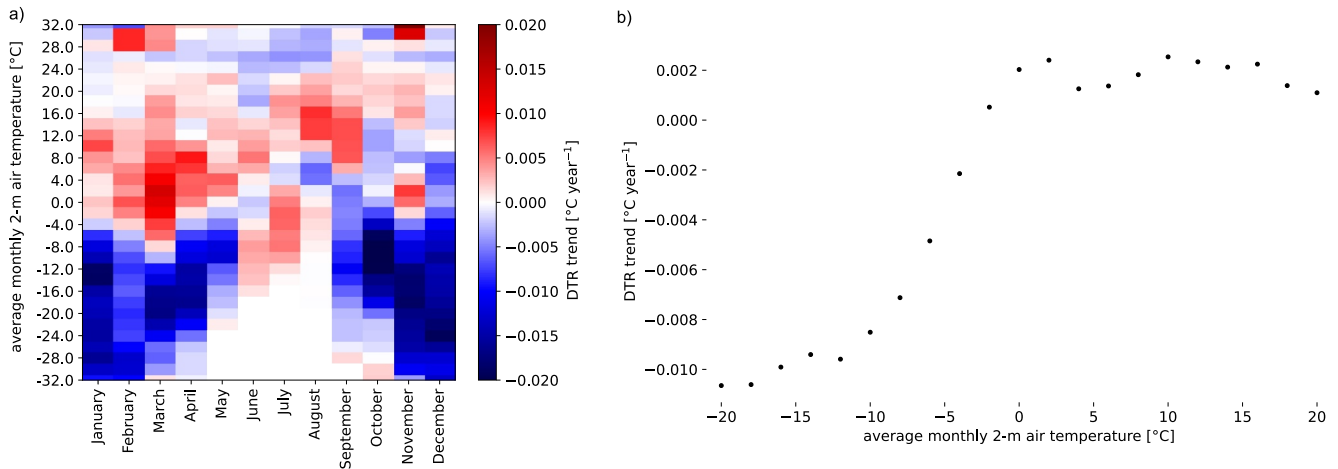 a)
average monthly 2-m air temperature [°C]
32.0
28.0
24.0
20.0
16.0
12.0
8.0
4.0
0.0
-4.0
-8.0
-12.0
-16.0
-20.0
-24.0
-28.0
-32.0
January
February
March
April
May
June
July
August
September
October
November
December
0.020
0.015
0.010
0.005
0.000
−0.005
−0.010
−0.015
−0.020
DTR trend [°C year⁻¹]
b)
DTR trend [°C year⁻¹]
0.002
0.000
−0.002
−0.004
−0.006
−0.008
−0.010
−20 −15 −10 −5 0 5 10 15 20
average monthly 2-m air temperature [°C]